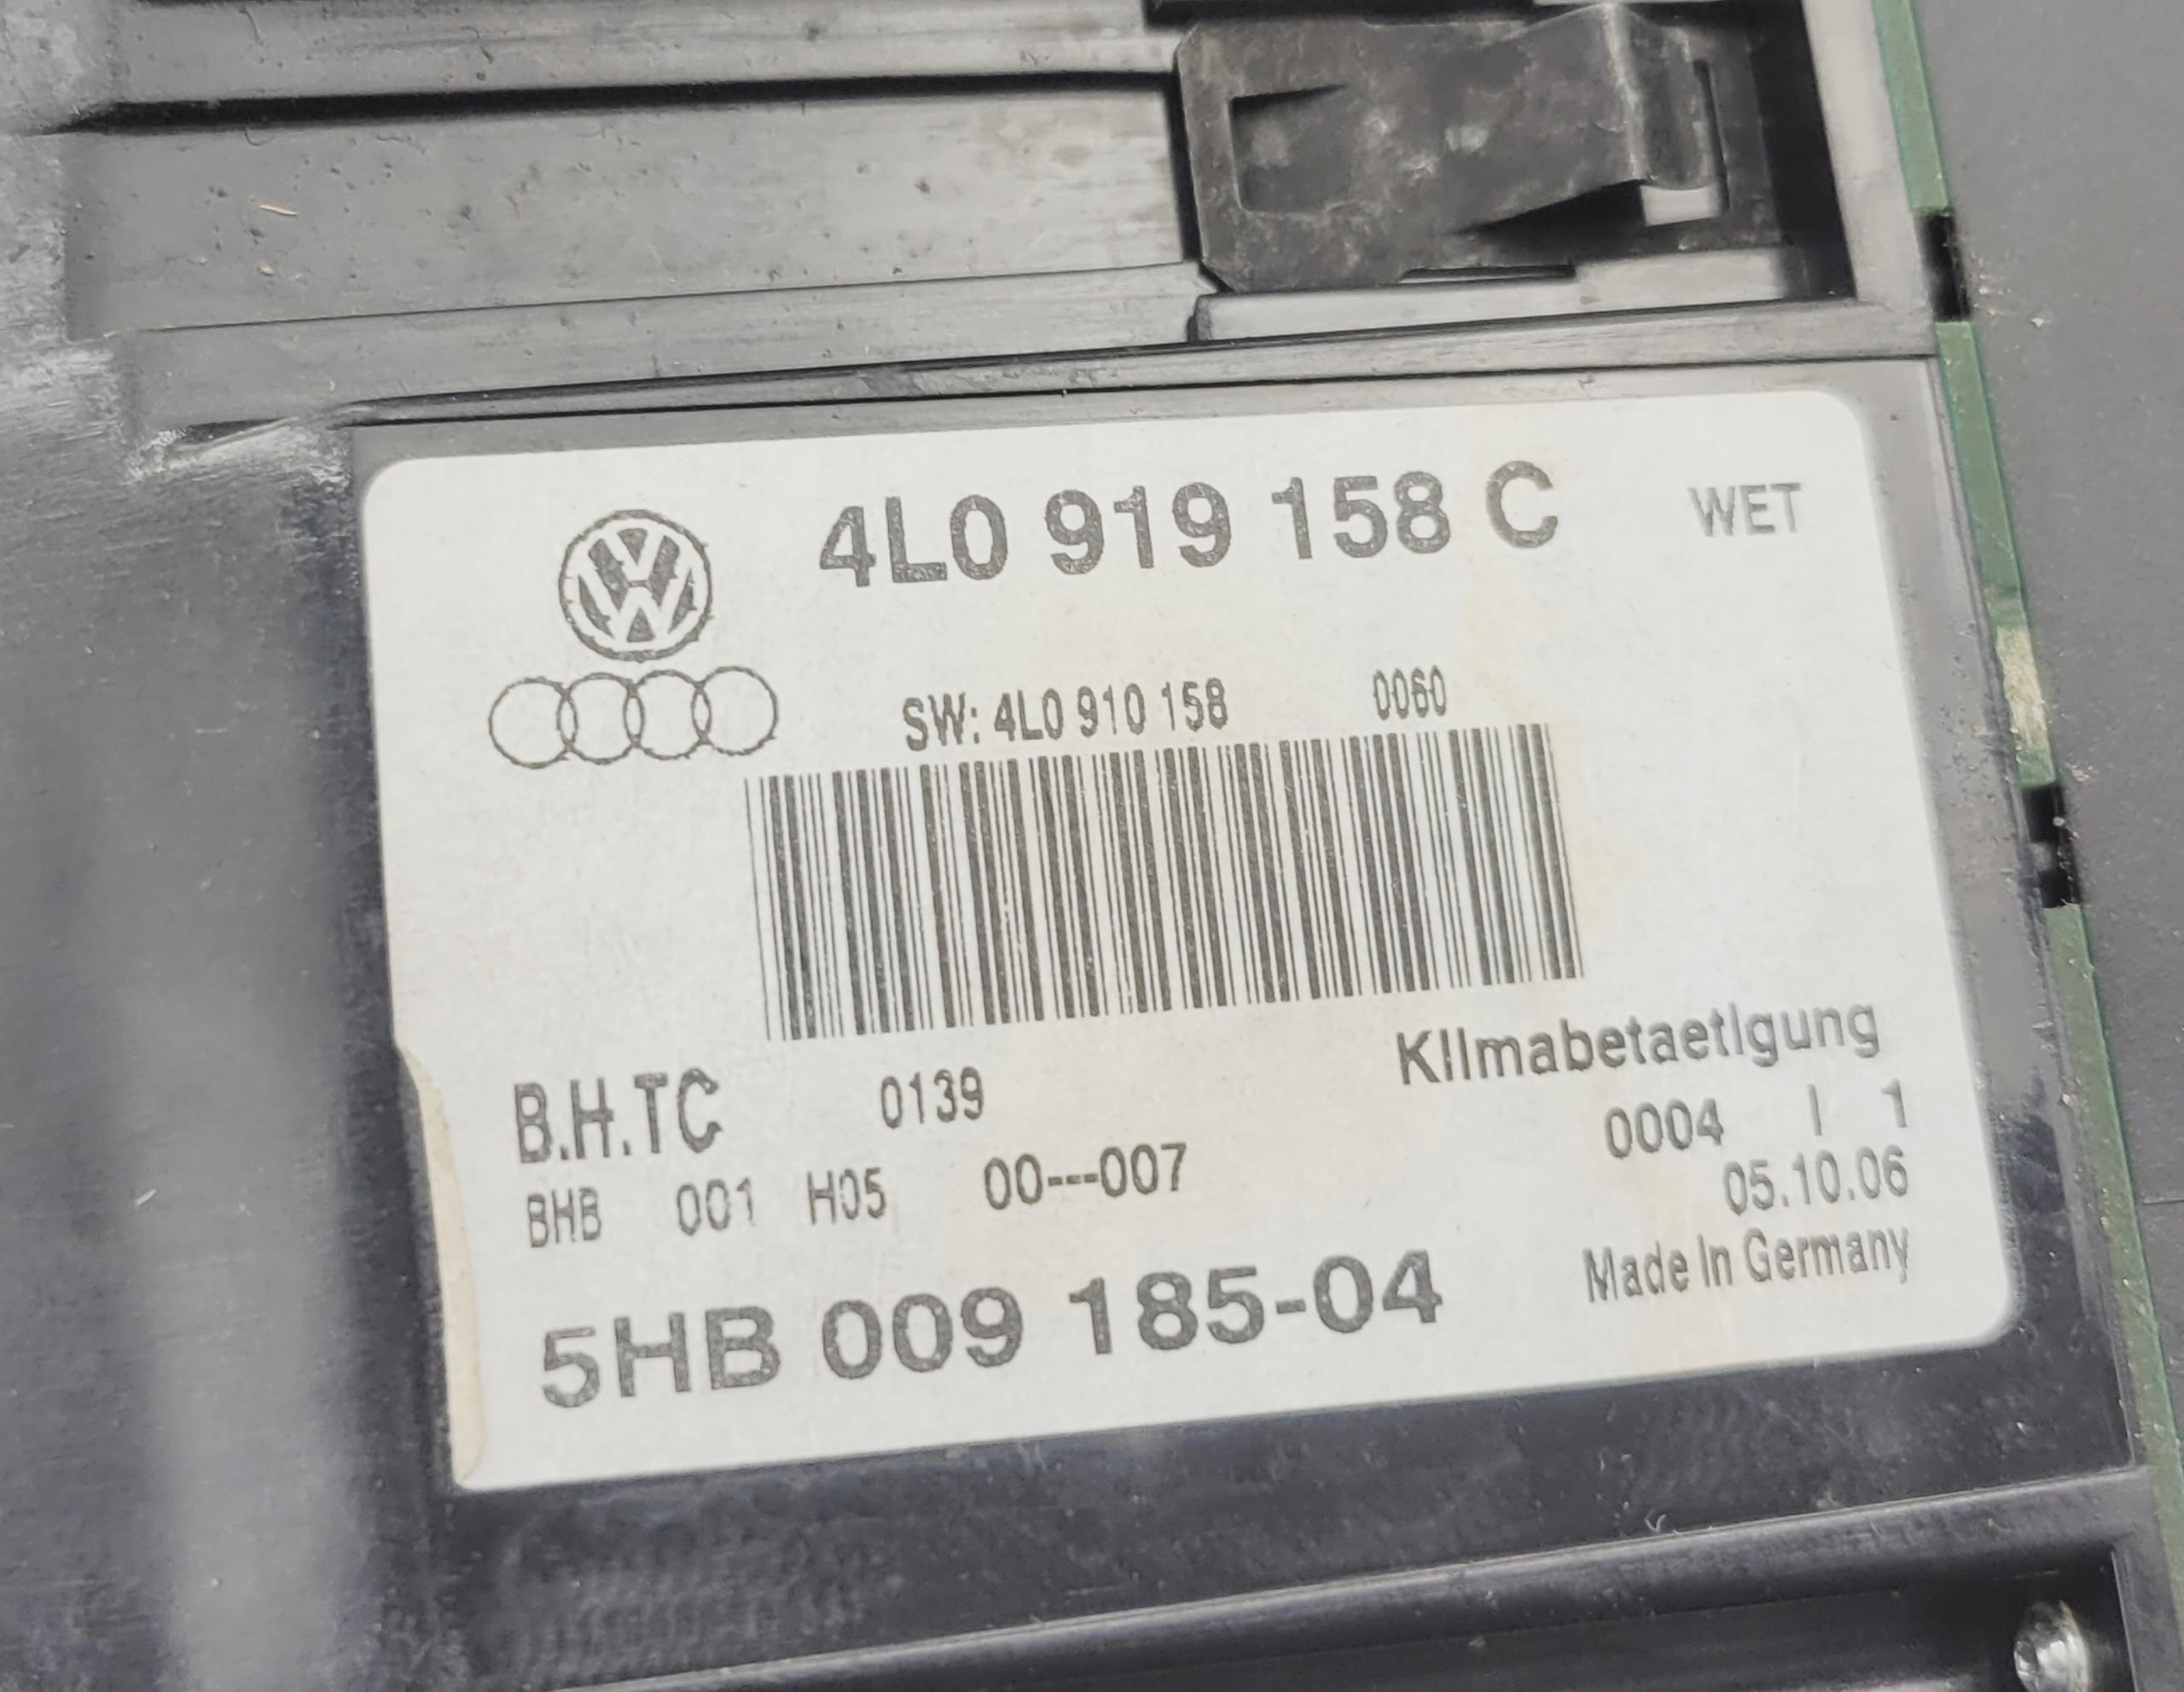 4L0 919 158 C WET
SW: 4L0 910 158 0060
Klimabetaetigung
B.H.TC 0139
0004 I 1
BHB 001 H05 00---007
05.10.06
Made in Germany
5HB 009 185-04